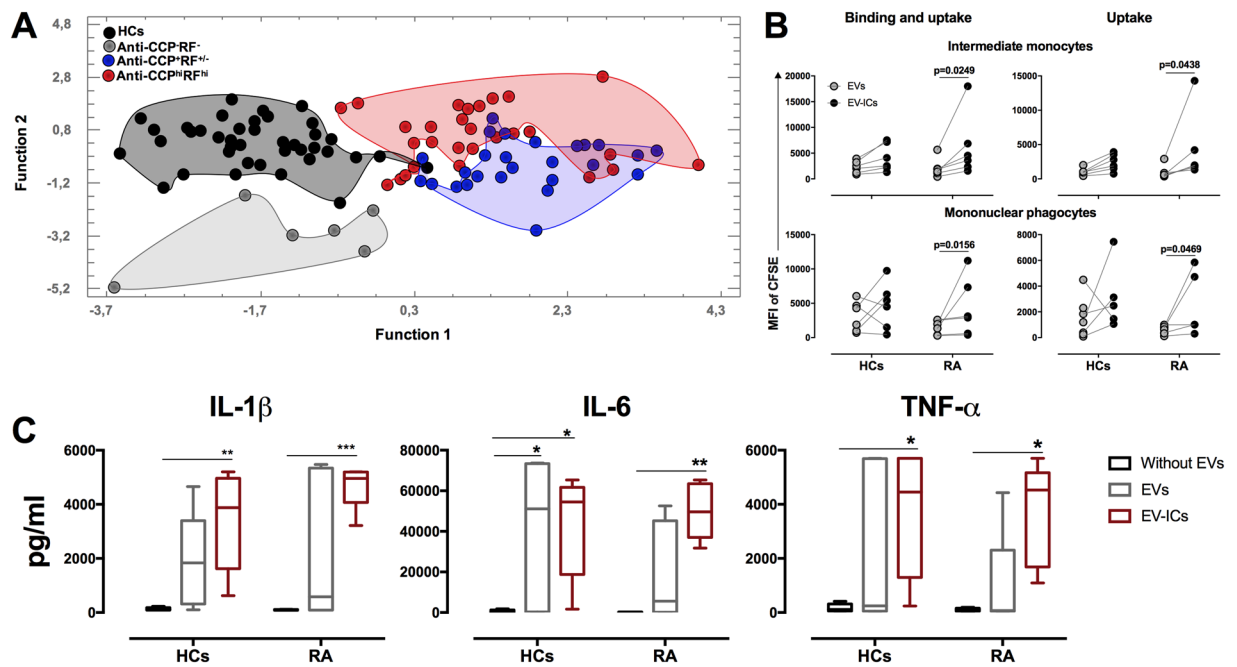 A
4,8
2,8
0,8
-1,2
-3,2
-5,2
Function 2
HCs
Anti-CCP⁻RF⁻
Anti-CCP⁺RF⁺/⁻
Anti-CCPʰⁱRFʰⁱ
-3,7 -1,7 0,3 2,3 4,3
Function 1
B
Binding and uptake Uptake
Intermediate monocytes
20000
15000
10000
5000
0
EVs
EV-ICs
p=0.0249
15000
10000
5000
0
p=0.0438
Mononuclear phagocytes
MFI of CFSE
15000
10000
5000
0
p=0.0156
8000
6000
4000
2000
0
p=0.0469
HCs RA HCs RA
C
IL-1β IL-6 TNF-α
pg/ml
6000
4000
2000
0
** ***
HCs RA
80000
60000
40000
20000
0
* * **
HCs RA
6000
4000
2000
0
* *
HCs RA
Without EVs
EVs
EV-ICs